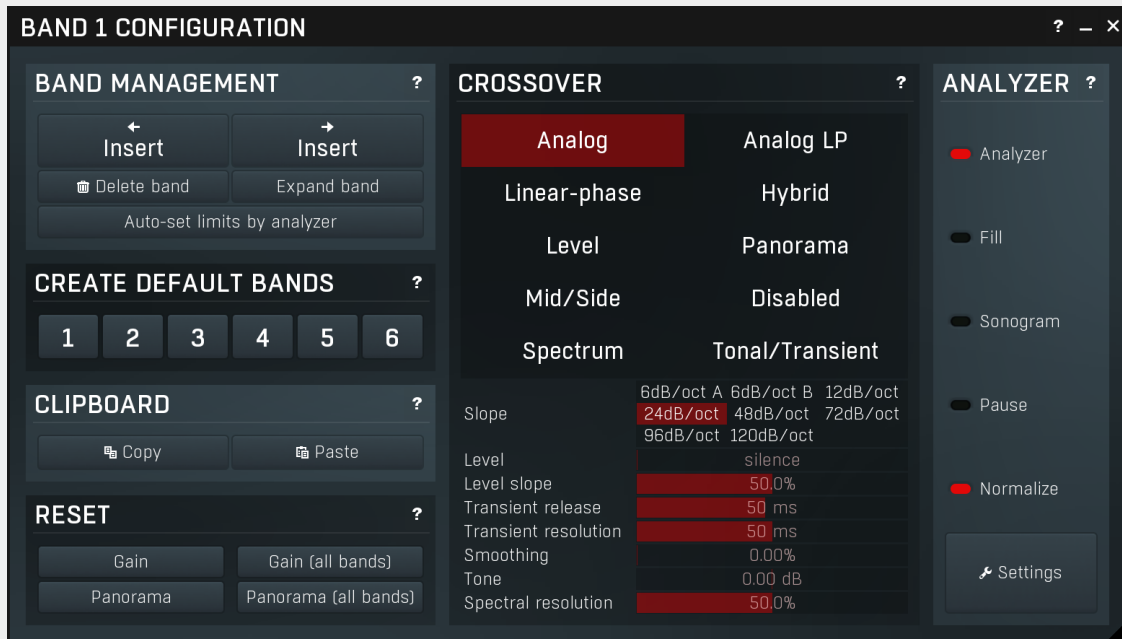 BAND 1 CONFIGURATION ?
BAND MANAGEMENT ?
Insert Insert
Delete band Expand band
Auto-set limits by analyzer
CREATE DEFAULT BANDS ?
1 2 3 4 5 6
CLIPBOARD ?
Copy Paste
RESET ?
Gain Gain (all bands)
Panorama Panorama (all bands)
CROSSOVER ?
Analog Analog LP
Linear-phase Hybrid
Level Panorama
Mid/Side Disabled
Spectrum Tonal/Transient
6dB/oct A 6dB/oct B 12dB/oct
Slope 24dB/oct 48dB/oct 72dB/oct
96dB/oct 120dB/oct
Level silence
Level slope 50.0%
Transient release 50 ms
Transient resolution 50 ms
Smoothing 0.00%
Tone 0.00 dB
Spectral resolution 50.0%
ANALYZER ?
Analyzer
Fill
Sonogram
Pause
Normalize
Settings